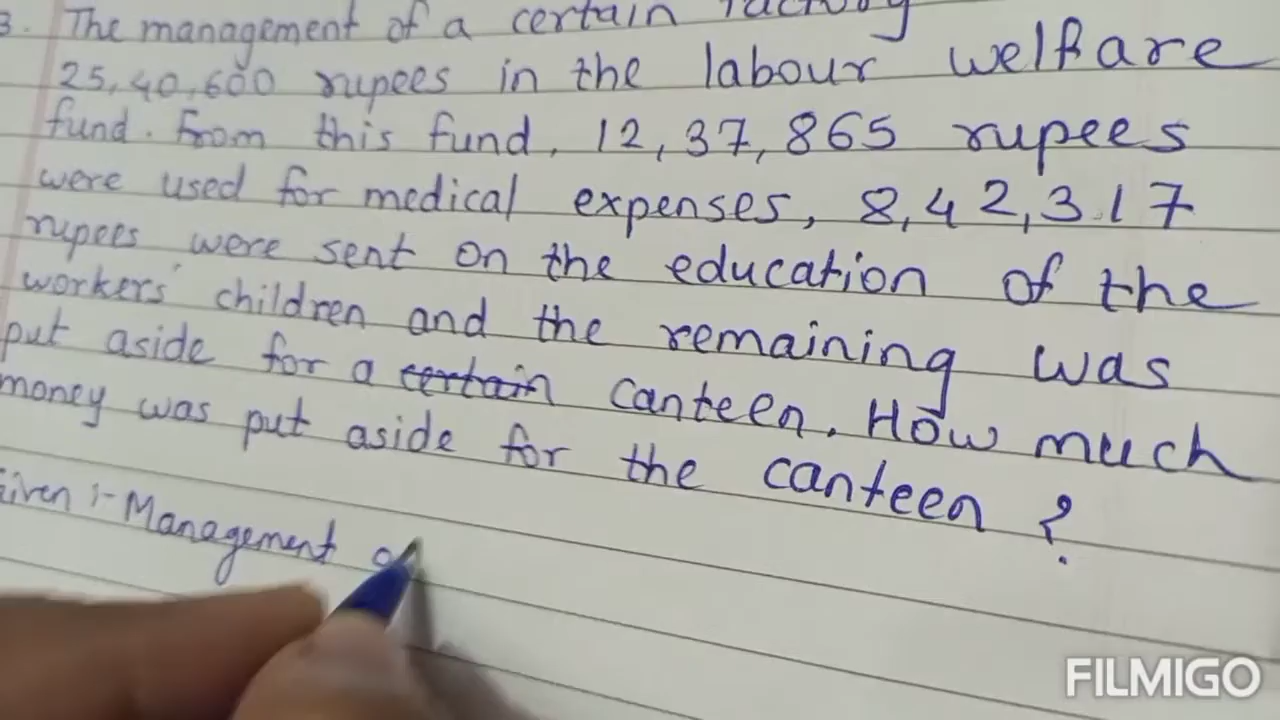 3. The management of a certain factory
25,40,600 rupees in the labour welfare
fund. From this fund, 12,37,865 rupees
were used for medical expenses, 8,42,317
rupees were sent on the education of the
workers' children and the remaining was
put aside for a certain canteen. How much
money was put aside for the canteen?
Given :- Management o
FILMIGO